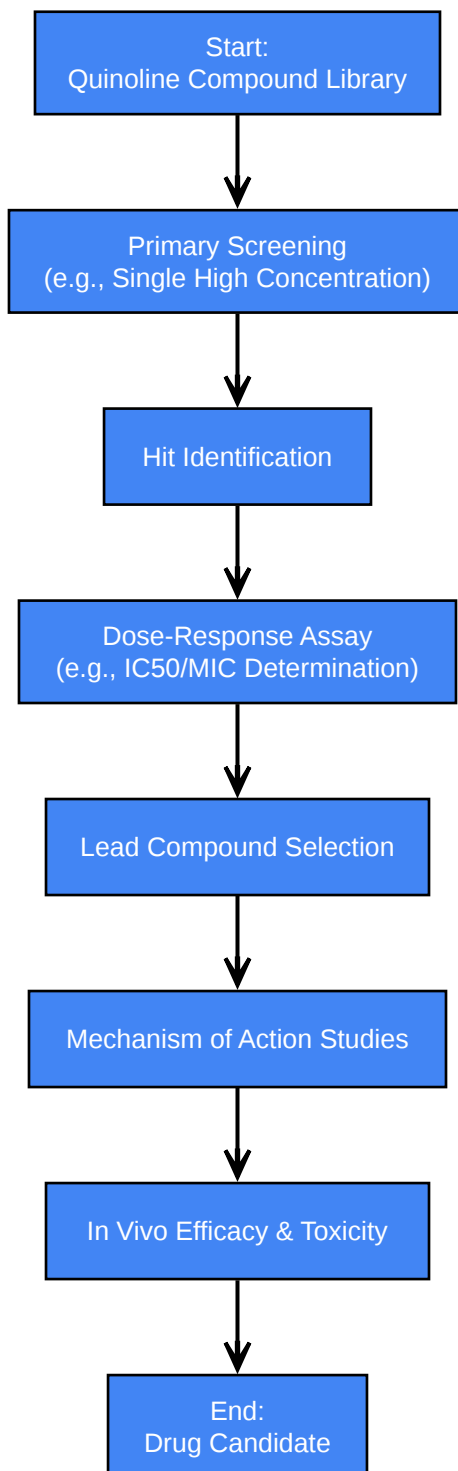 Start:
Quinoline Compound Library
Primary Screening
(e.g., Single High Concentration)
Hit Identification
Dose-Response Assay
(e.g., IC50/MIC Determination)
Lead Compound Selection
Mechanism of Action Studies
In Vivo Efficacy & Toxicity
End:
Drug Candidate